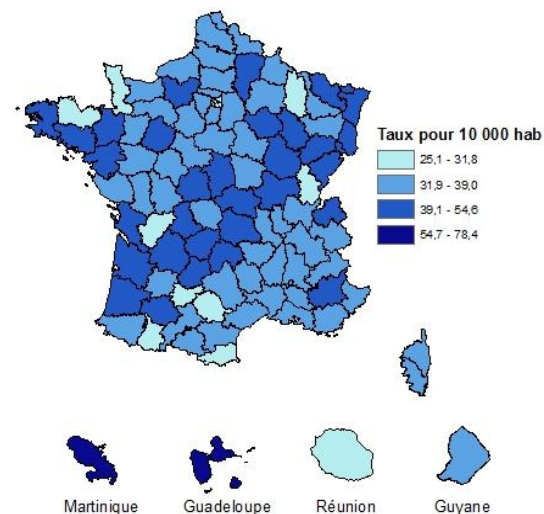 Taux pour 10 000 hab
25,1 - 31,8
31,9 - 39,0
39,1 - 54,6
54,7 - 78,4
Martinique Guadeloupe Réunion Guyane